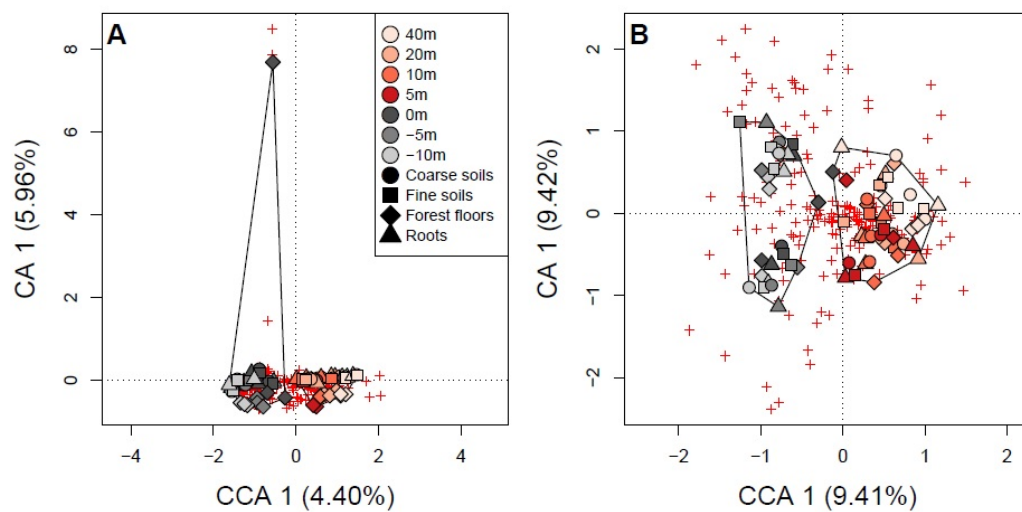 A
8
6
4
2
0
−4
−2
0
2
4
CA 1 (5.96%)
CCA 1 (4.40%)
40m
20m
10m
5m
0m
−5m
−10m
Coarse soils
Fine soils
Forest floors
Roots
B
2
1
0
−1
−2
−2
−1
0
1
2
CA 1 (9.42%)
CCA 1 (9.41%)